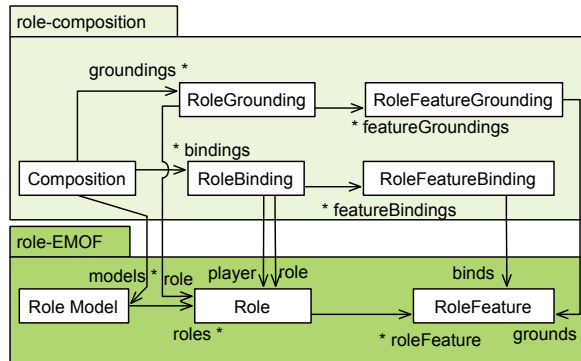 role-composition
groundings *
RoleGrounding
RoleFeatureGrounding
* featureGroundings
* bindings
Composition
RoleBinding
RoleFeatureBinding
* featureBindings
role-EMOF
models *
role
player
role
binds
Role Model
Role
RoleFeature
roles *
* roleFeature
grounds